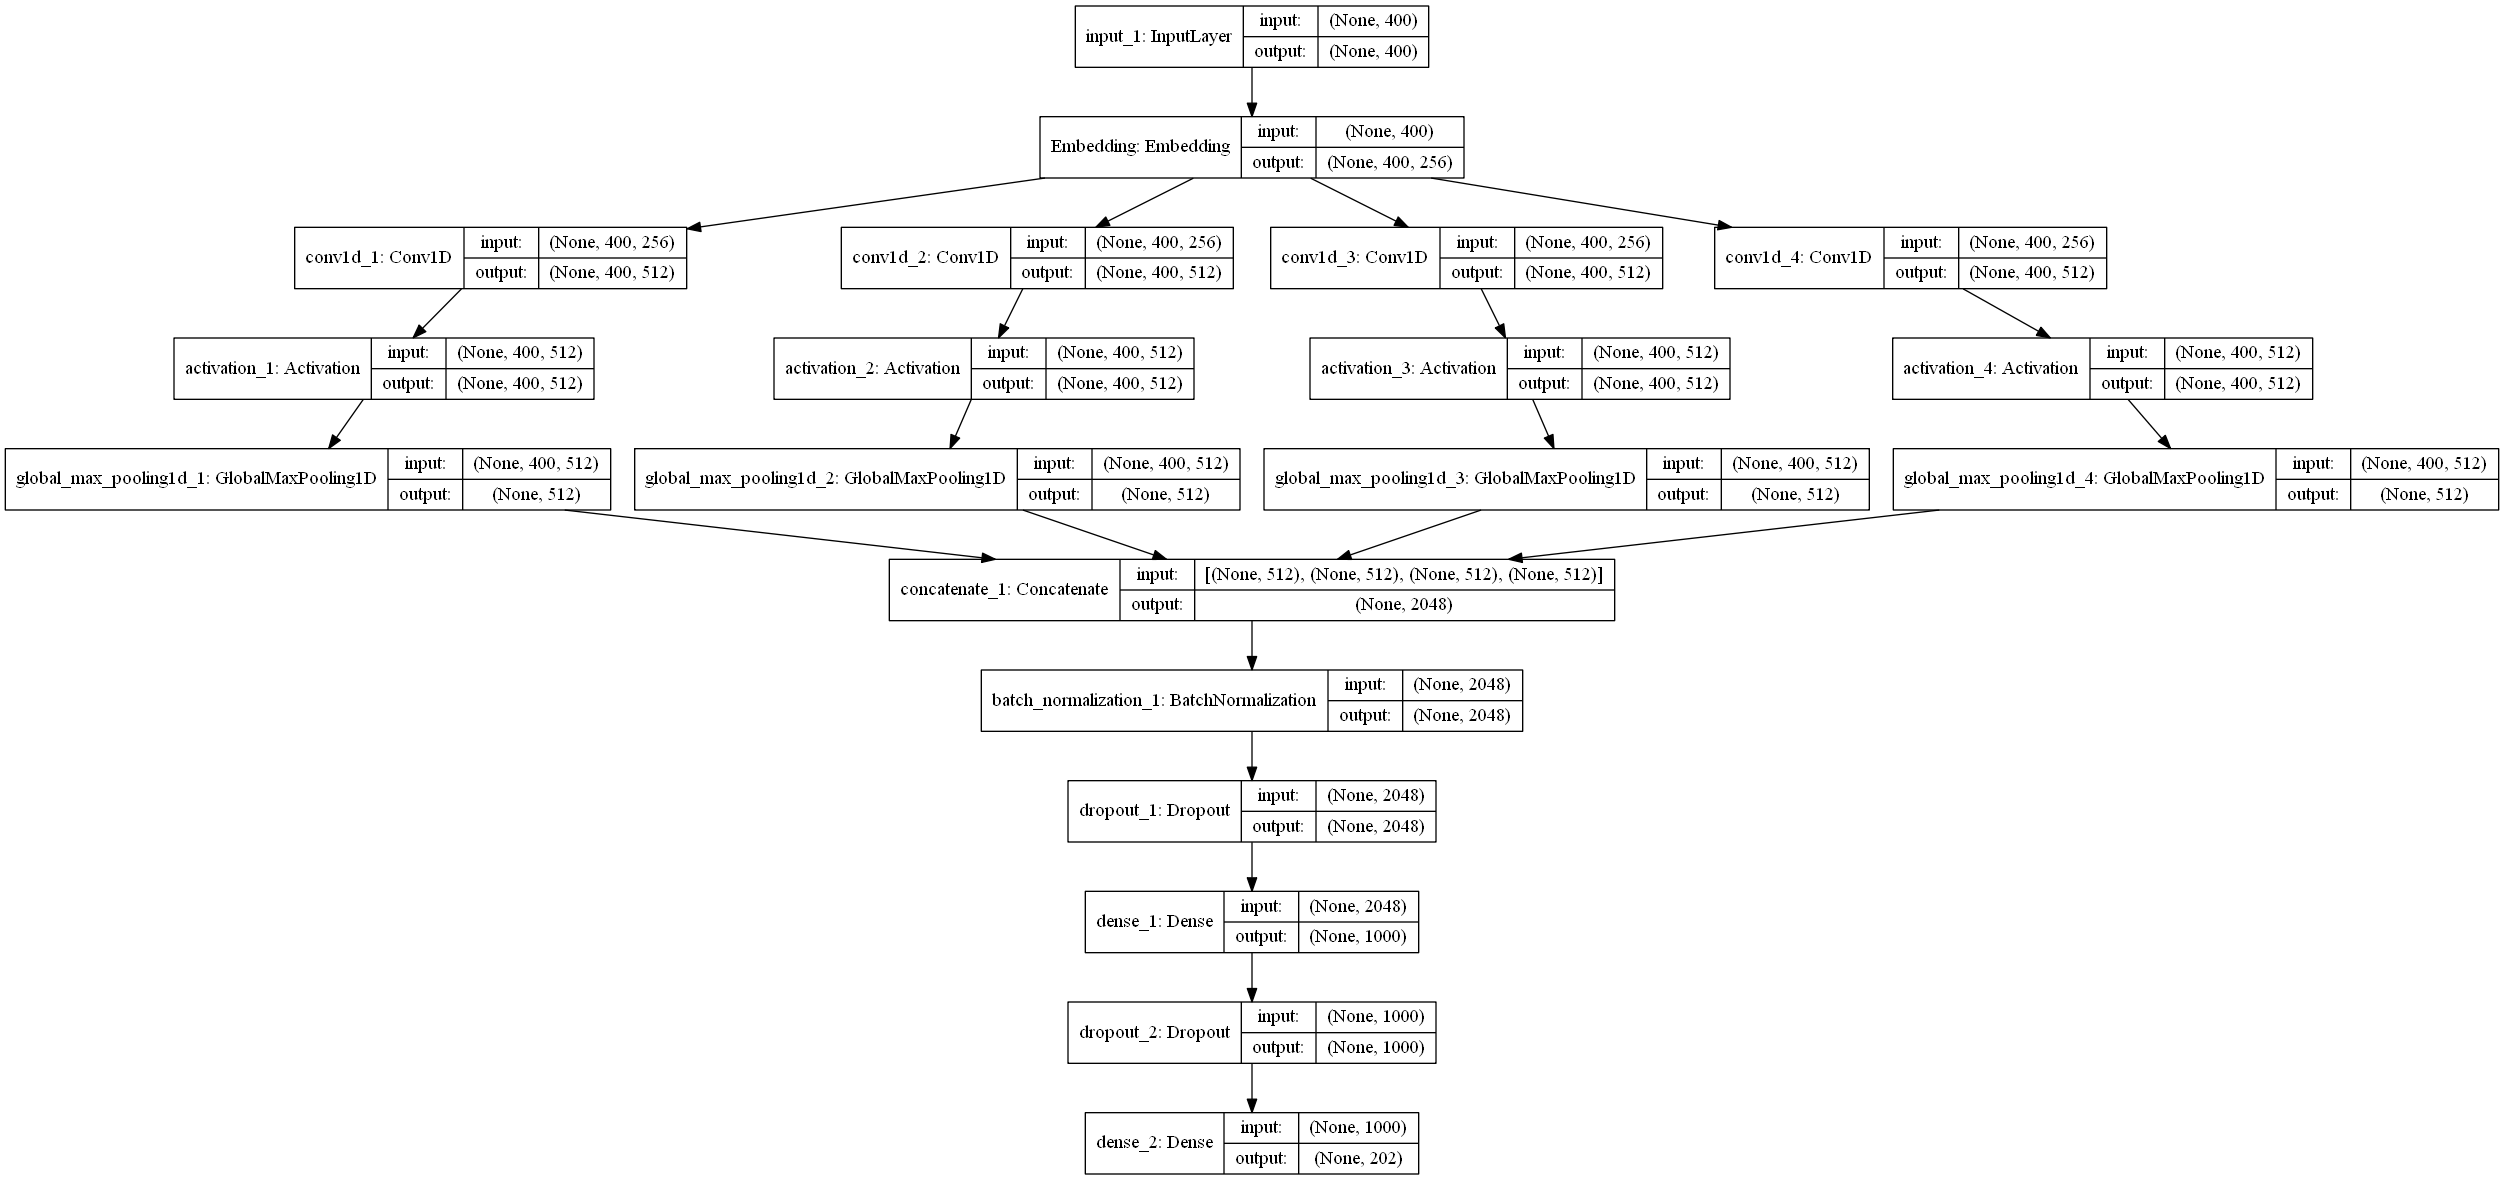 input_1: InputLayer
input: (None, 400)
output: (None, 400)
Embedding: Embedding
input: (None, 400)
output: (None, 400, 256)
conv1d_1: Conv1D
input: (None, 400, 256)
output: (None, 400, 512)
conv1d_2: Conv1D
input: (None, 400, 256)
output: (None, 400, 512)
conv1d_3: Conv1D
input: (None, 400, 256)
output: (None, 400, 512)
conv1d_4: Conv1D
input: (None, 400, 256)
output: (None, 400, 512)
activation_1: Activation
input: (None, 400, 512)
output: (None, 400, 512)
activation_2: Activation
input: (None, 400, 512)
output: (None, 400, 512)
activation_3: Activation
input: (None, 400, 512)
output: (None, 400, 512)
activation_4: Activation
input: (None, 400, 512)
output: (None, 400, 512)
global_max_pooling1d_1: GlobalMaxPooling1D
input: (None, 400, 512)
output: (None, 512)
global_max_pooling1d_2: GlobalMaxPooling1D
input: (None, 400, 512)
output: (None, 512)
global_max_pooling1d_3: GlobalMaxPooling1D
input: (None, 400, 512)
output: (None, 512)
global_max_pooling1d_4: GlobalMaxPooling1D
input: (None, 400, 512)
output: (None, 512)
concatenate_1: Concatenate
input: [(None, 512), (None, 512), (None, 512), (None, 512)]
output: (None, 2048)
batch_normalization_1: BatchNormalization
input: (None, 2048)
output: (None, 2048)
dropout_1: Dropout
input: (None, 2048)
output: (None, 2048)
dense_1: Dense
input: (None, 2048)
output: (None, 1000)
dropout_2: Dropout
input: (None, 1000)
output: (None, 1000)
dense_2: Dense
input: (None, 1000)
output: (None, 202)